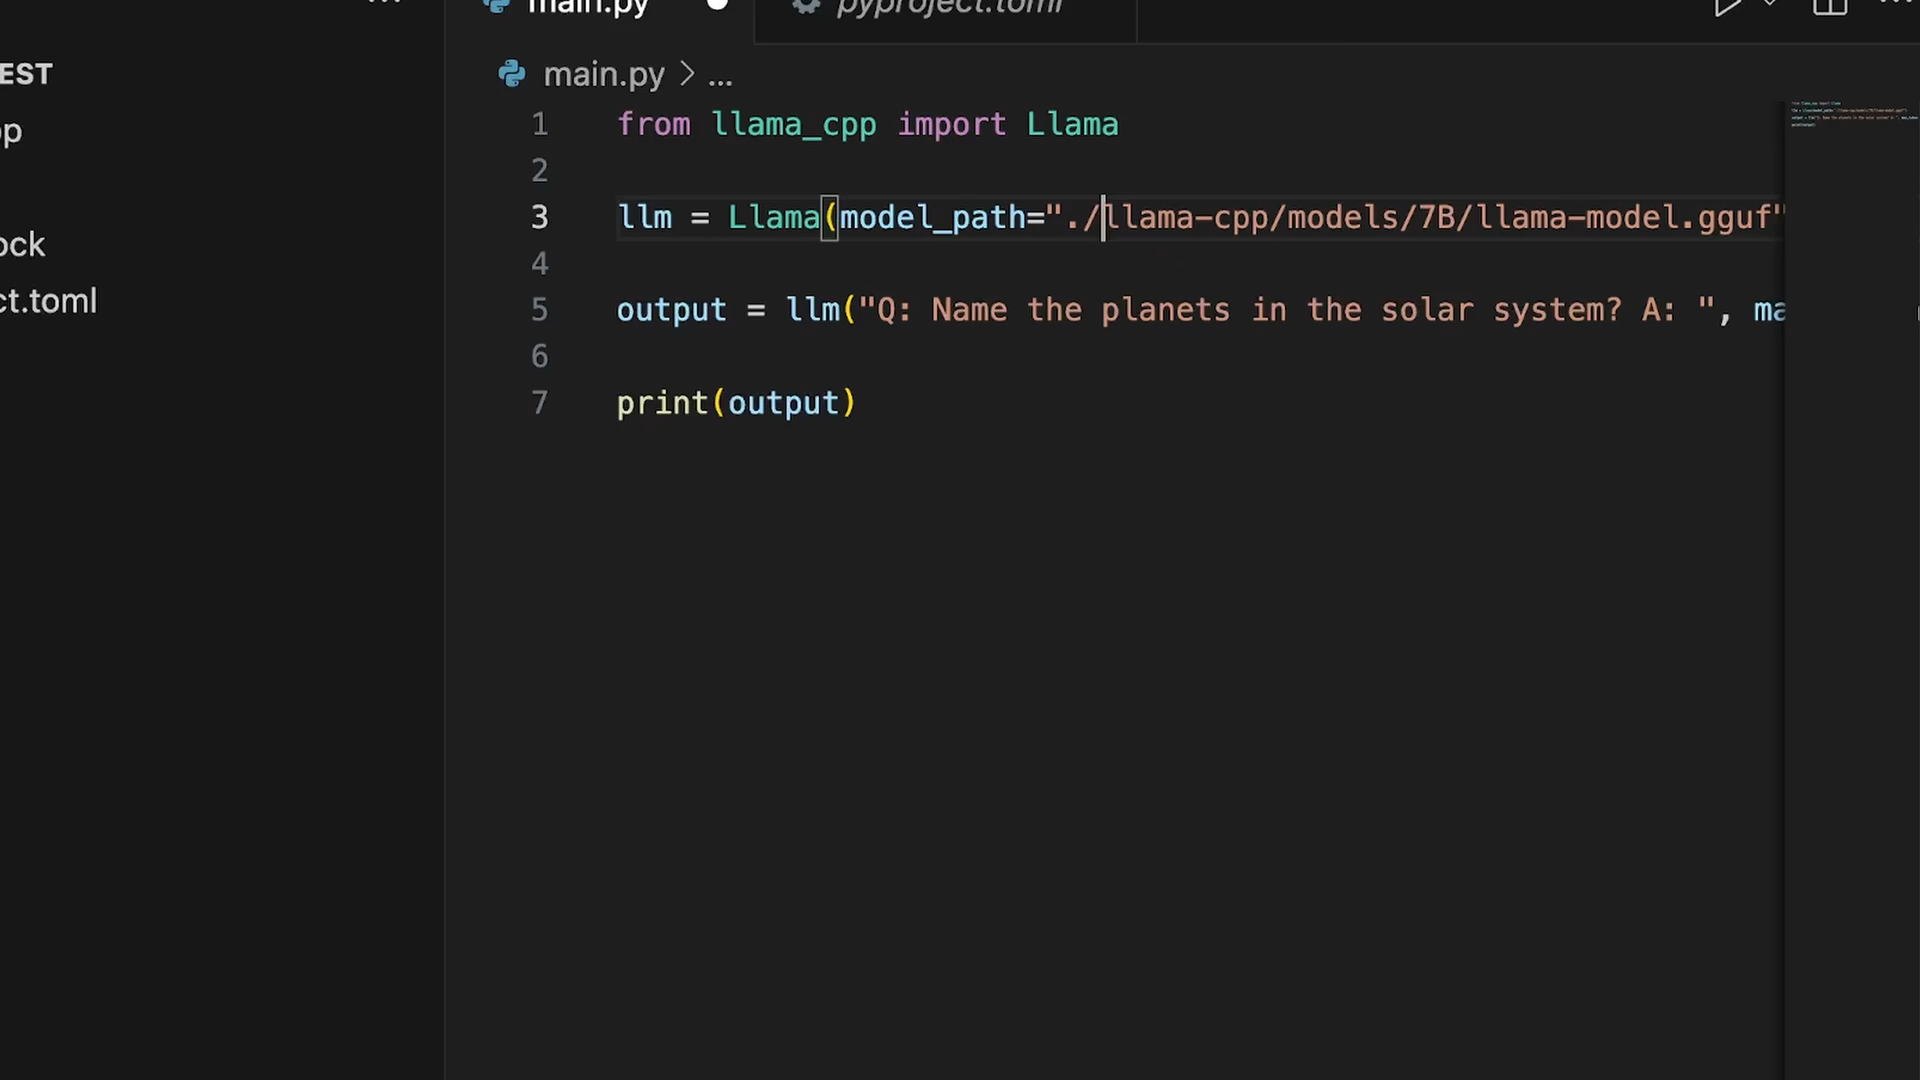 main.py
pyproject.toml
EST
main.py > ...
1 from llama_cpp import Llama
2
3 llm = Llama(model_path="./llama-cpp/models/7B/llama-model.gguf"
4
5 output = llm("Q: Name the planets in the solar system? A: ", ma
6
7 print(output)
p
ock
ct.toml